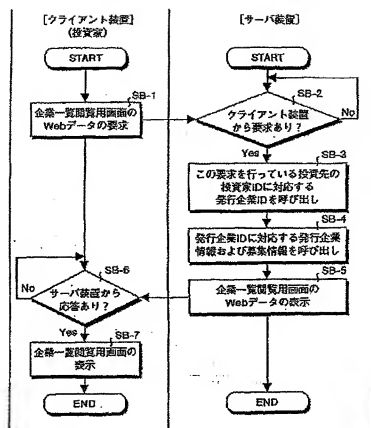 [クライアント装置]
(投資家)
START
SB-1
企業一覧閲覧用画面の
Webデータの要求
SB-6
No
サーバ装置から
応答あり？
Yes
SB-7
企業一覧閲覧用画面の
表示
END
[サーバ装置]
START
SB-2
No
クライアント装置
から要求あり？
Yes
SB-3
この要求を行っている投資先の
投資家IDに対応する
発行企業IDを呼び出し
SB-4
発行企業IDに対応する発行企業
情報および募集情報を呼び出し
SB-5
企業一覧閲覧用画面の
Webデータの表示
END